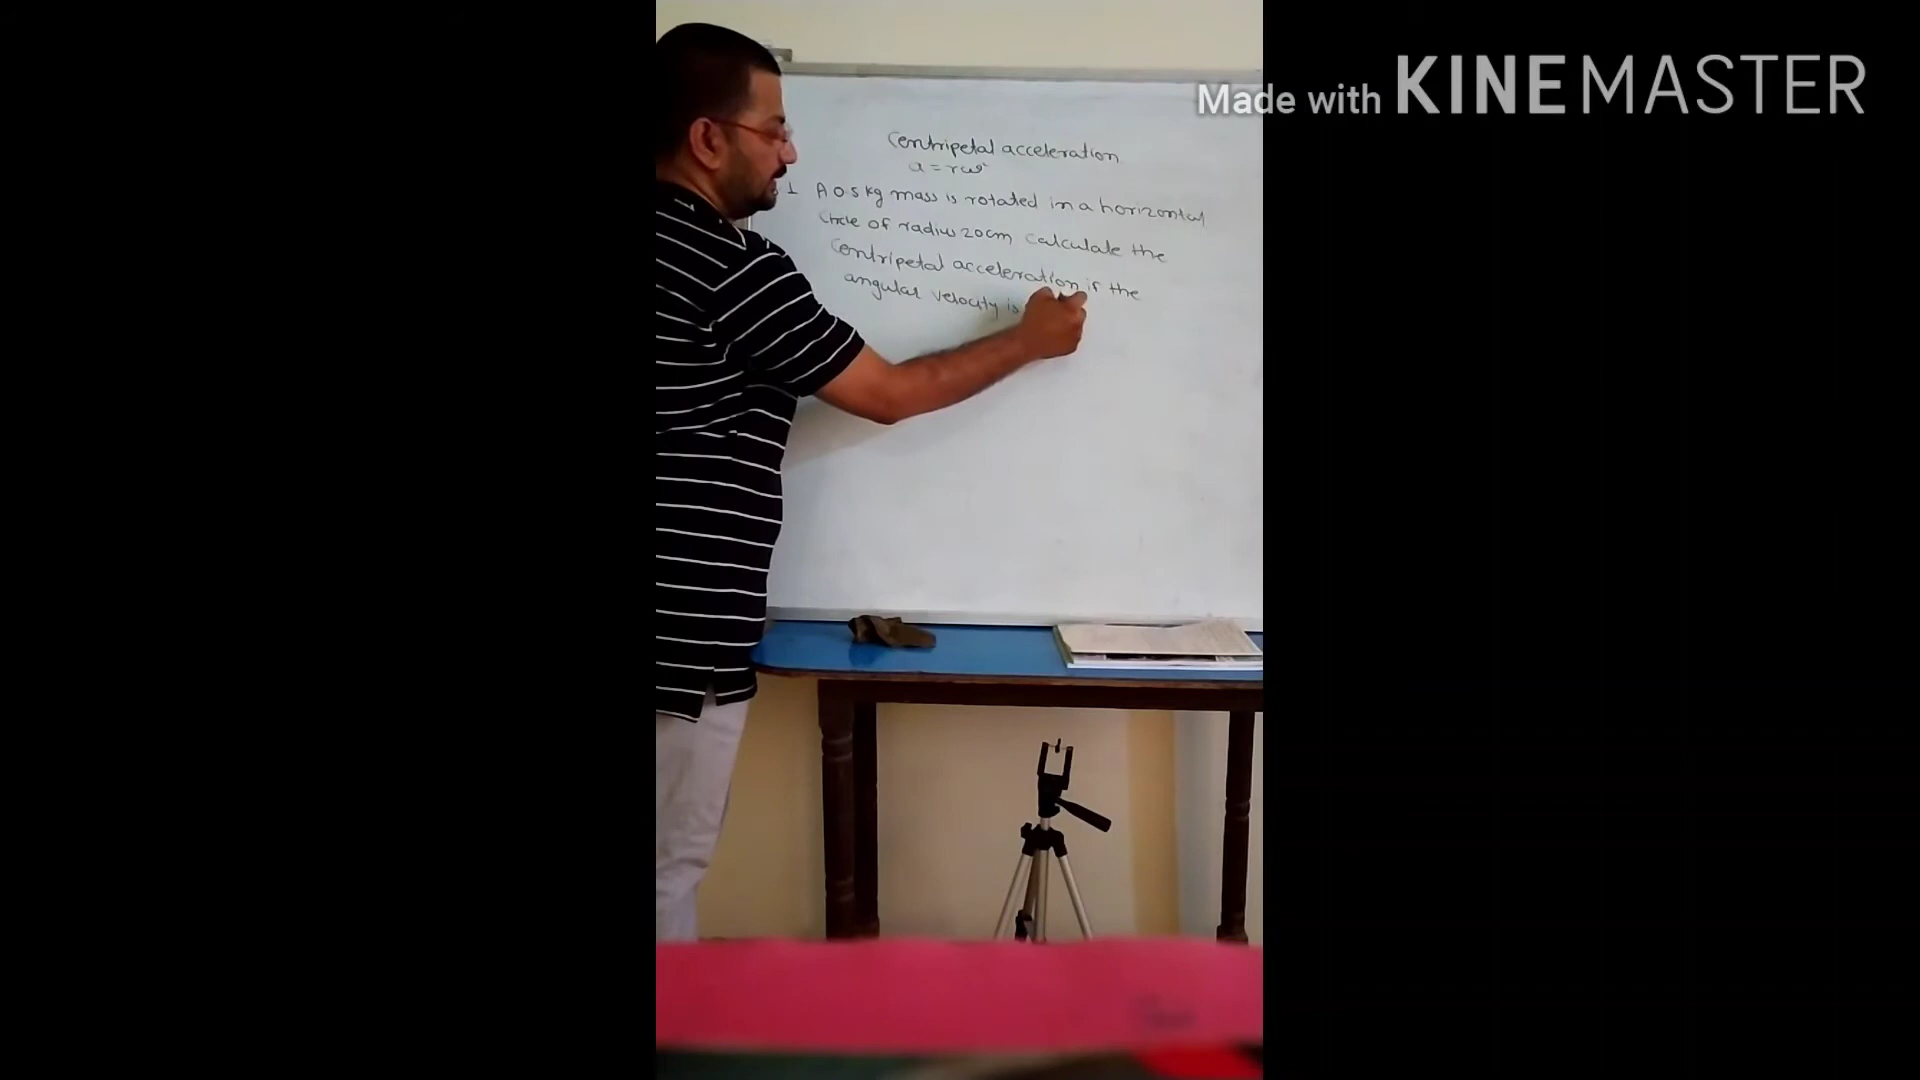 Made with KINEMASTER
Centripetal acceleration
a = rω²
1 A 0.5 kg mass is rotated in a horizontal
circle of radius 20cm calculate the
centripetal acceleration if the
angular velocity is